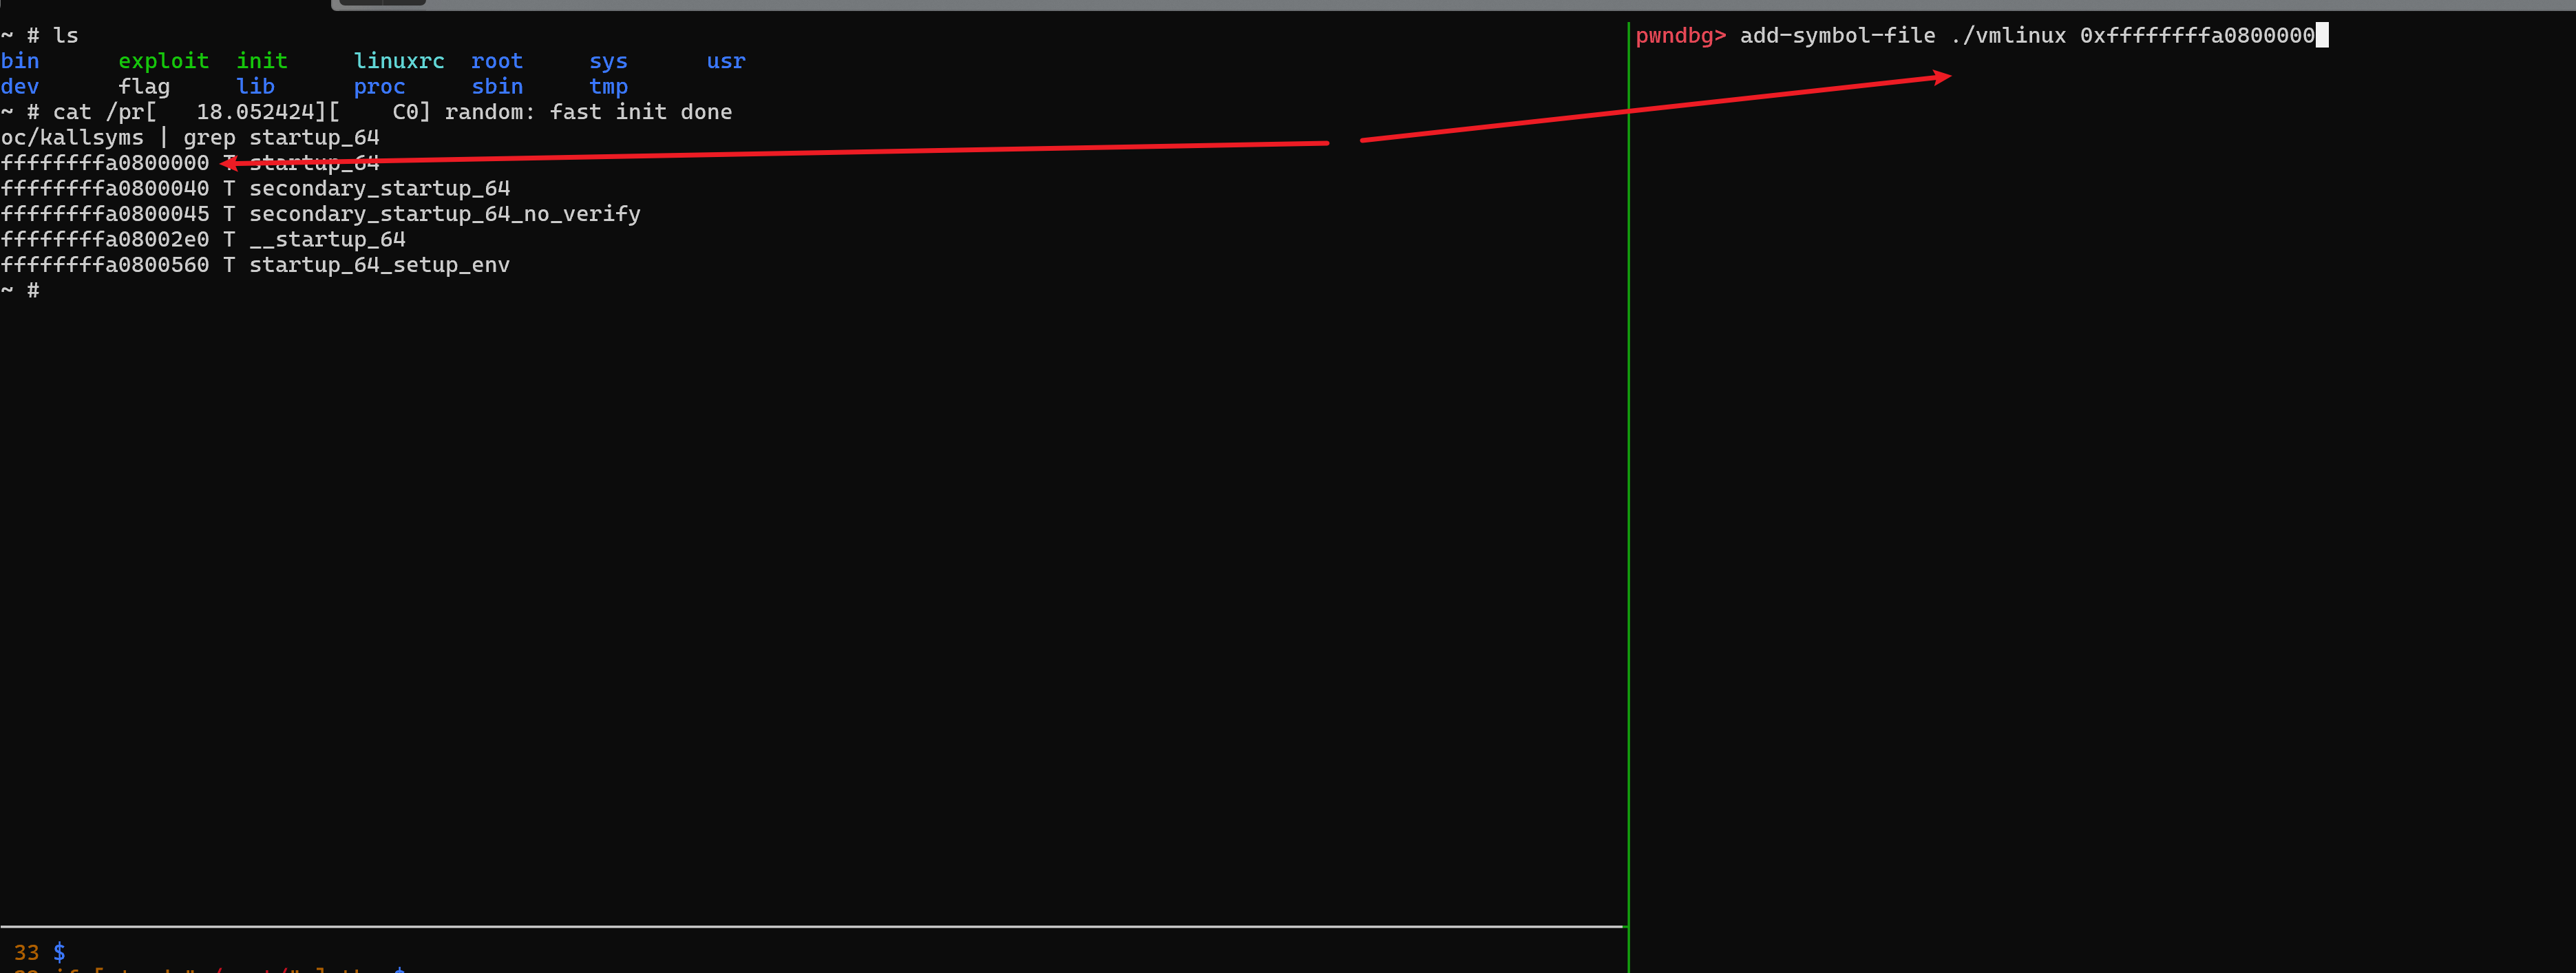 ~ # ls
bin      exploit  init     linuxrc  root     sys      usr
dev      flag     lib      proc     sbin     tmp
~ # cat /pr[   18.052424][    C0] random: fast init done
oc/kallsyms | grep startup_64
ffffffffa0800000 T startup_64
ffffffffa0800040 T secondary_startup_64
ffffffffa0800045 T secondary_startup_64_no_verify
ffffffffa08002e0 T __startup_64
ffffffffa0800560 T startup_64_setup_env
~ #
33 $
pwndbg> add-symbol-file ./vmlinux 0xffffffffa0800000